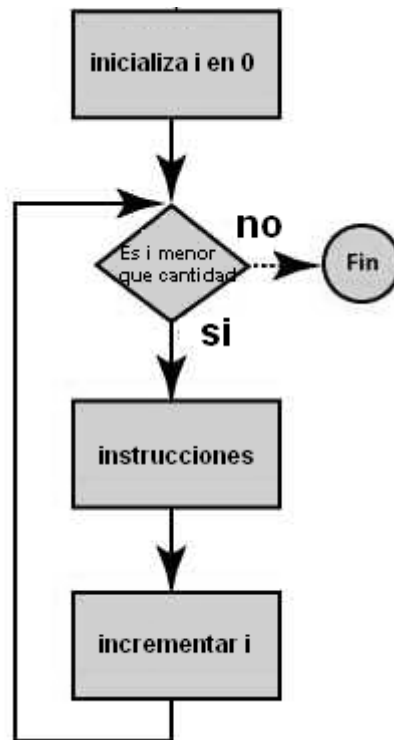 inicializa i en 0
Es i menor
que cantidad
no
Fin
si
instrucciones
incrementar i